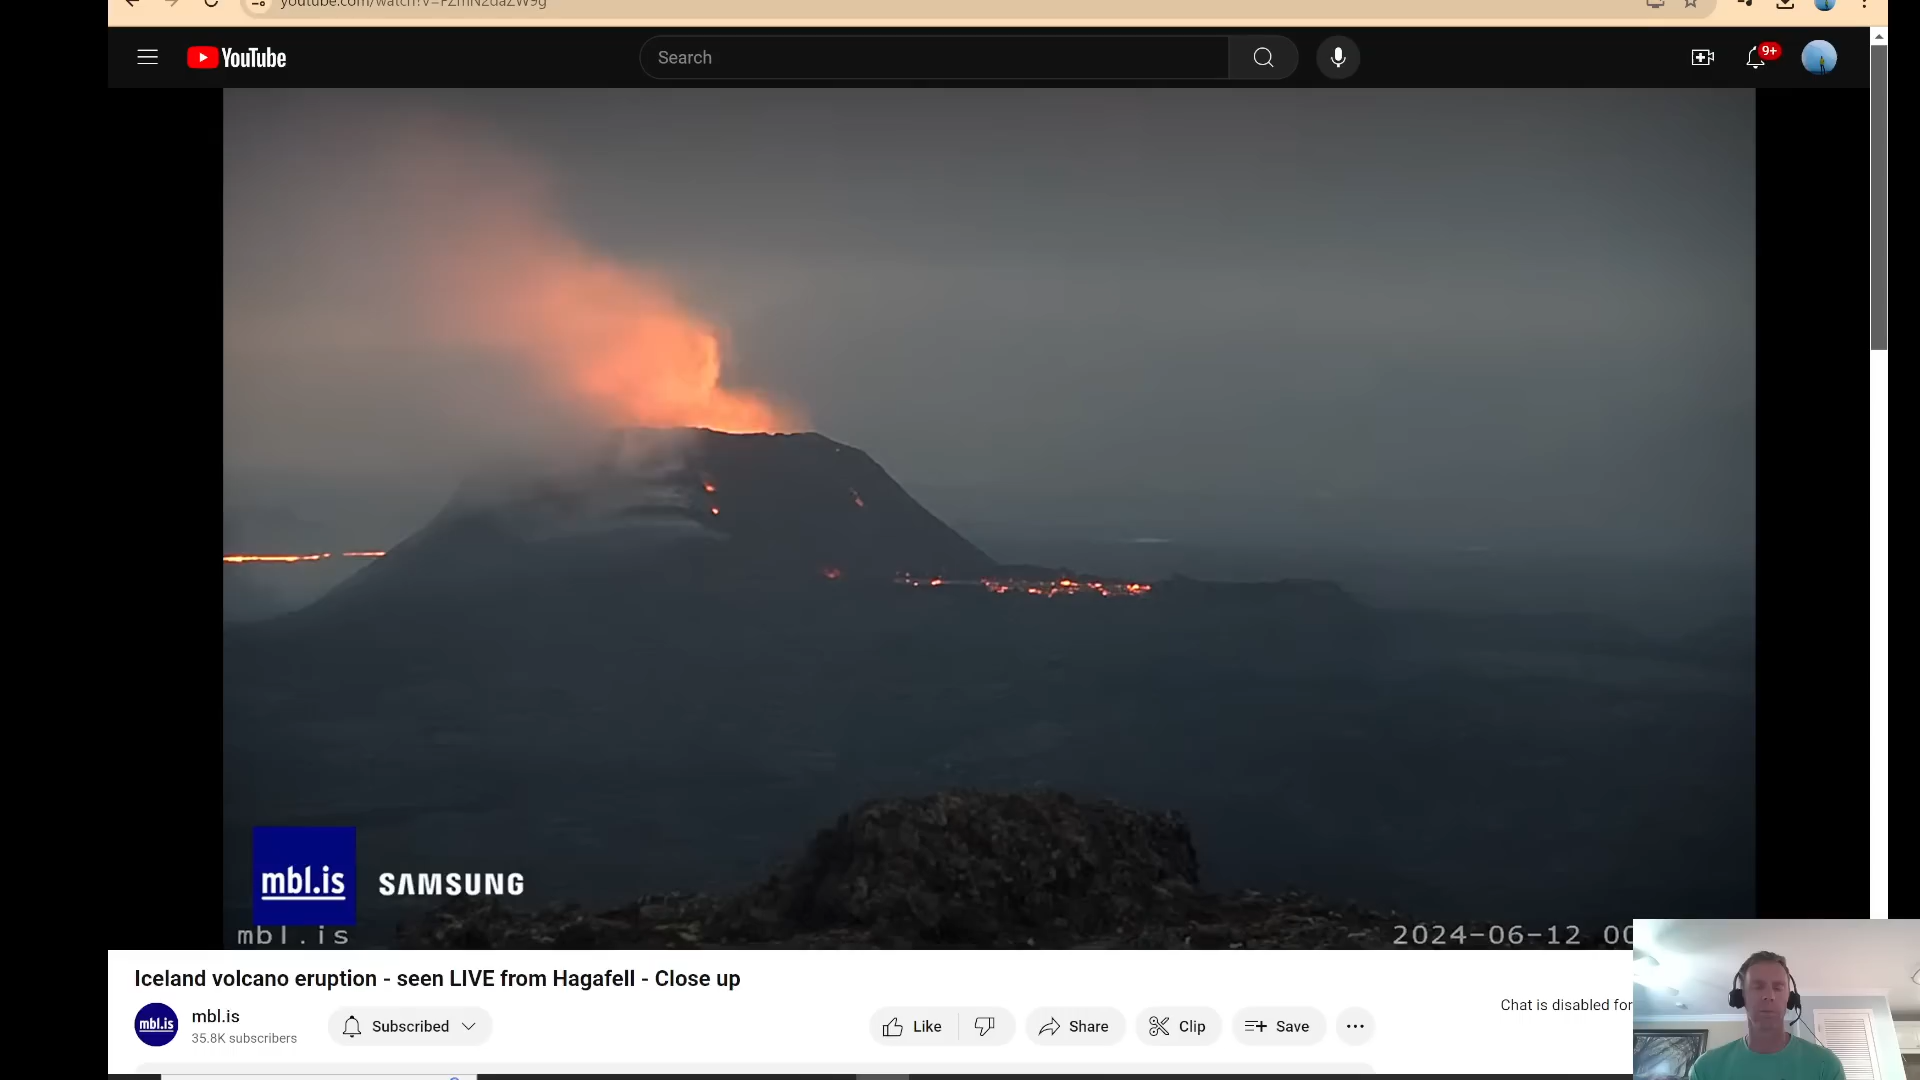 YouTube
Search
9+
mbl.is
SAMSUNG
mbl.is
2024-06-12
Iceland volcano eruption - seen LIVE from Hagafell - Close up
mbl.is
mbl.is
35.8K subscribers
Subscribed
Like
Share
Clip
Save
Chat is disabled for